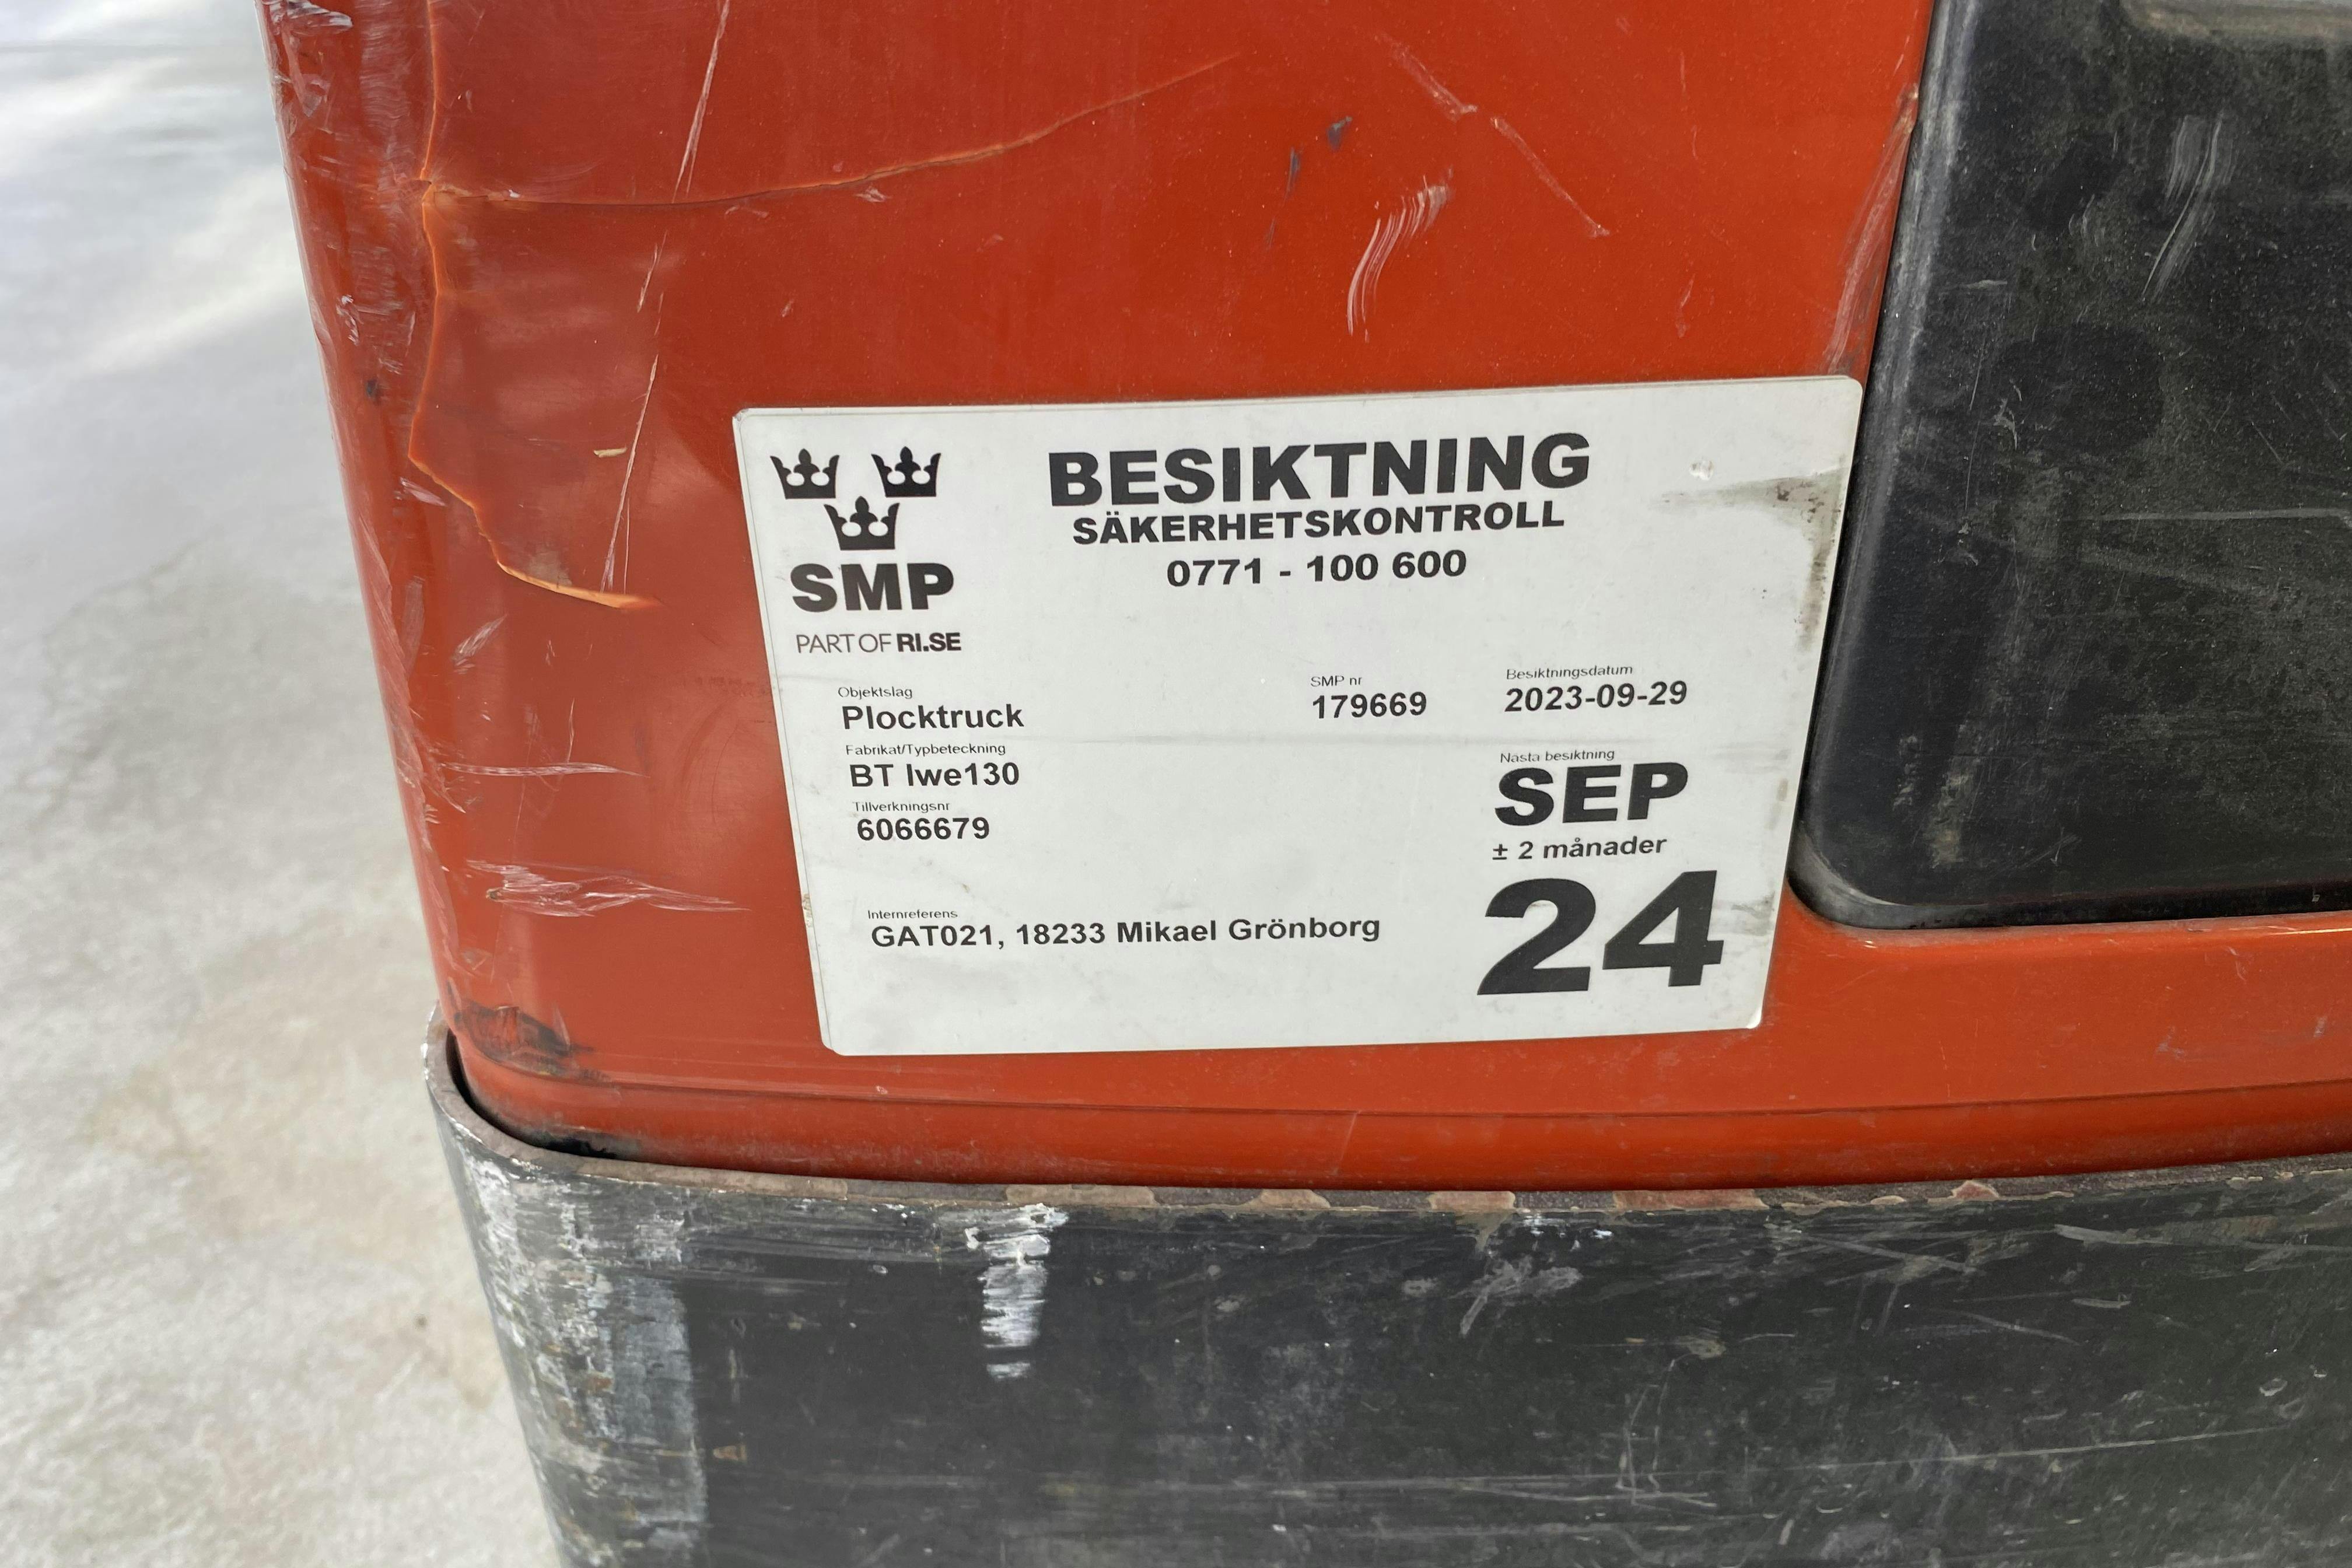 BESIKTNING
SÄKERHETSKONTROLL
0771 - 100 600
SMP
PART OF RI.SE
Objektslag
Plocktruck
SMP nr
179669
Besiktningsdatum
2023-09-29
Fabrikat/Typbeteckning
BT lwe130
Tillverkningsnr
6066679
Nästa besiktning
SEP
± 2 månader
24
Internreferens
GAT021, 18233 Mikael Grönborg